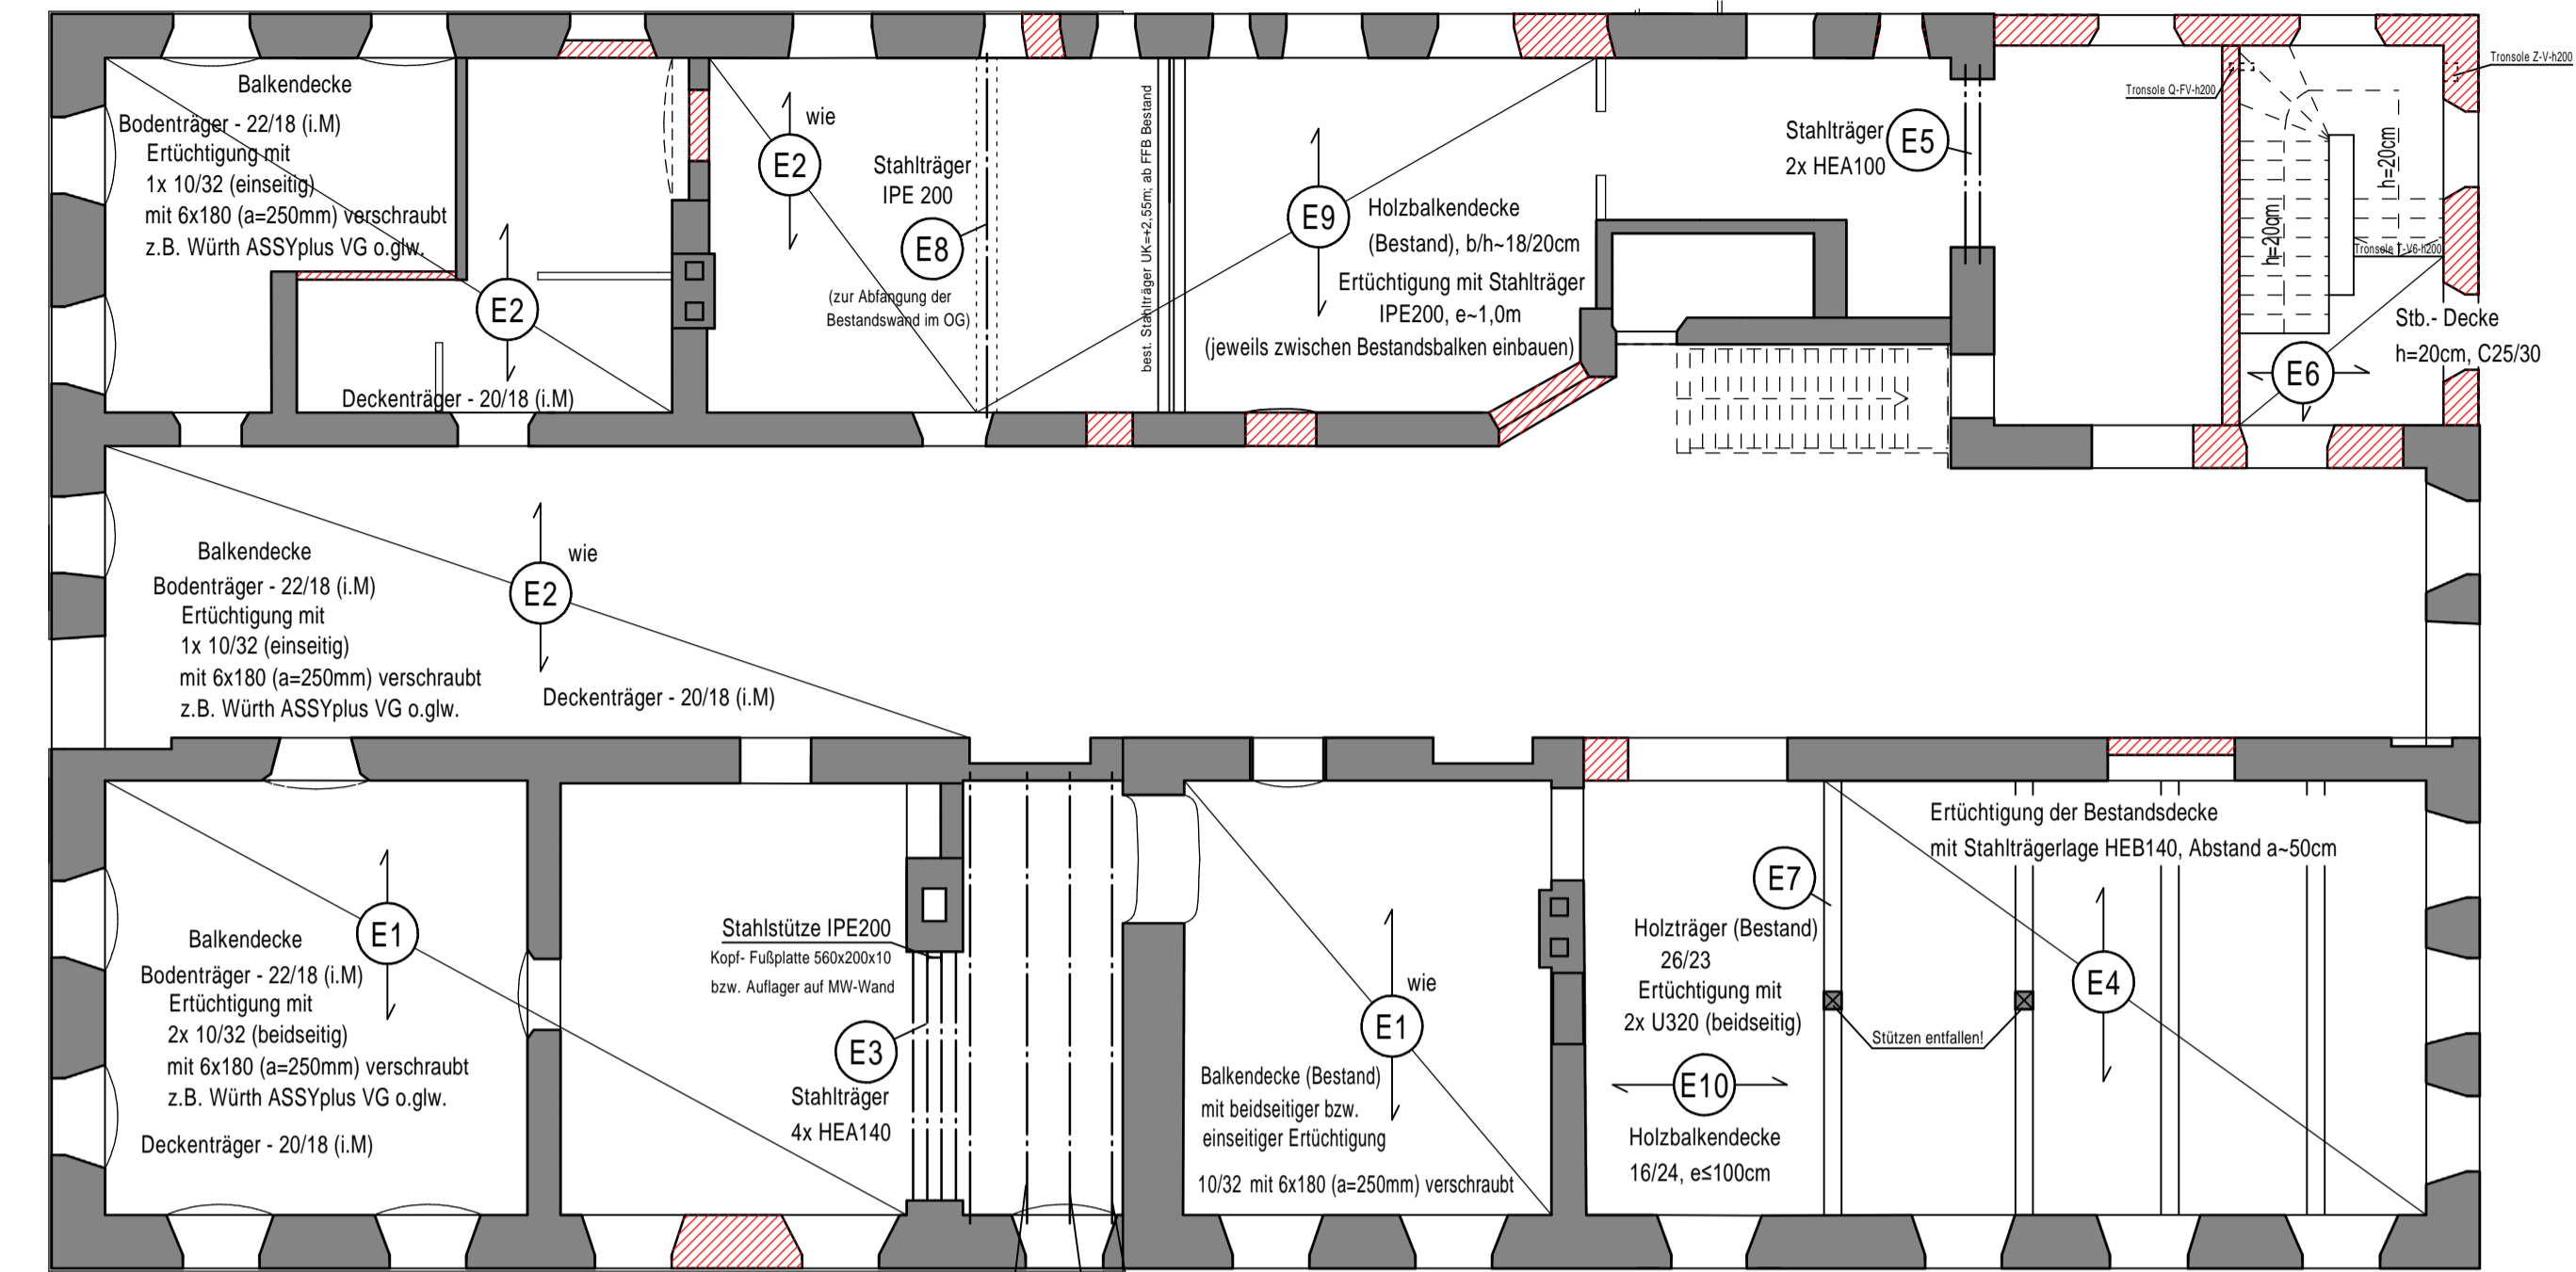 Balkendecke
Bodenträger - 22/18 (i.M)
Ertüchtigung mit
1x 10/32 (einseitig)
mit 6x180 (a=250mm) verschraubt
z.B. Würth ASSYplus VG o.glw.
E2
Deckenträger - 20/18 (i.M)
wie
E2
Stahlträger
IPE 200
E8
(zur Abfangung der
Bestandswand im OG)
best. Stahlträger UK=+2,55m; ab FFB Bestand
E9
Holzbalkendecke
(Bestand), b/h~18/20cm
Ertüchtigung mit Stahlträger
IPE200, e~1,0m
(jeweils zwischen Bestandsbalken einbauen)
Stahlträger
2x HEA100
E5
Tronsole Q-FV-h200
Tronsole Z-V-h200
h=20cm
h=20cm
Tronsole T-V6-h200
Stb.- Decke
h=20cm, C25/30
E6
Balkendecke
Bodenträger - 22/18 (i.M)
Ertüchtigung mit
1x 10/32 (einseitig)
mit 6x180 (a=250mm) verschraubt
z.B. Würth ASSYplus VG o.glw.
wie
E2
Deckenträger - 20/18 (i.M)
E1
Balkendecke
Bodenträger - 22/18 (i.M)
Ertüchtigung mit
2x 10/32 (beidseitig)
mit 6x180 (a=250mm) verschraubt
z.B. Würth ASSYplus VG o.glw.
Deckenträger - 20/18 (i.M)
Stahlstütze IPE200
Kopf- Fußplatte 560x200x10
bzw. Auflager auf MW-Wand
E3
Stahlträger
4x HEA140
wie
E1
Balkendecke (Bestand)
mit beidseitiger bzw.
einseitiger Ertüchtigung
10/32 mit 6x180 (a=250mm) verschraubt
E7
Holzträger (Bestand)
26/23
Ertüchtigung mit
2x U320 (beidseitig)
E10
Holzbalkendecke
16/24, e≤100cm
Stützen entfallen!
Ertüchtigung der Bestandsdecke
mit Stahlträgerlage HEB140, Abstand a~50cm
E4